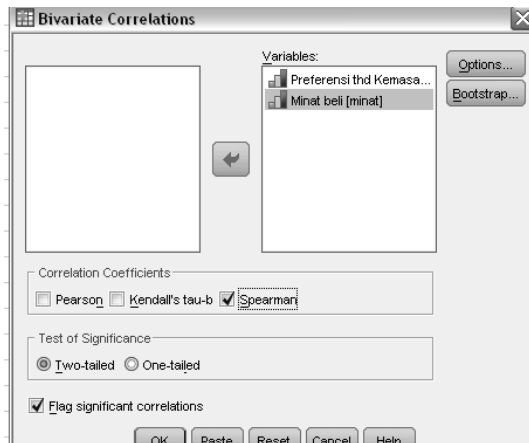 Bivariate Correlations
Variables:
Preferensi thd Kemasa...
Minat beli [minat]
Options...
Bootstrap...
Correlation Coefficients
Pearson Kendall's tau-b Spearman
Test of Significance
Two-tailed One-tailed
Flag significant correlations
OK Paste Reset Cancel Help